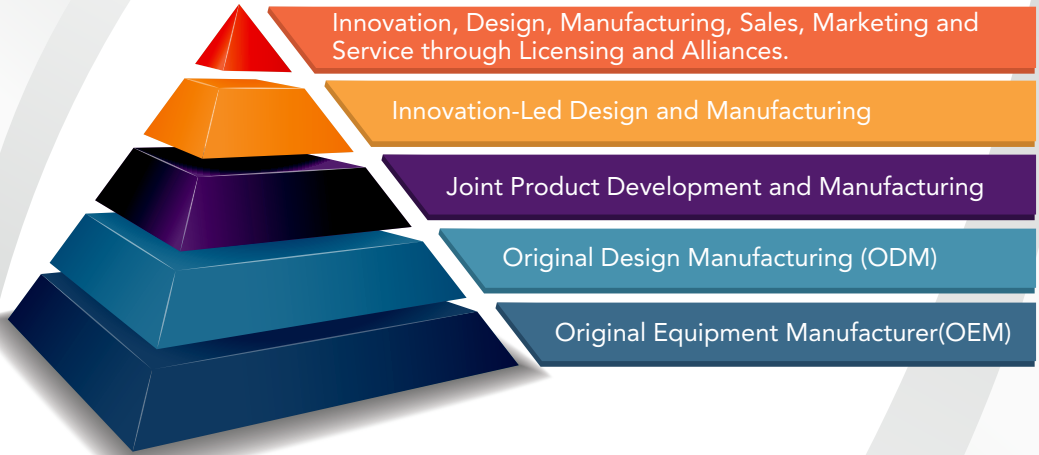 Innovation, Design, Manufacturing, Sales, Marketing and
Service through Licensing and Alliances.
Innovation-Led Design and Manufacturing
Joint Product Development and Manufacturing
Original Design Manufacturing (ODM)
Original Equipment Manufacturer(OEM)